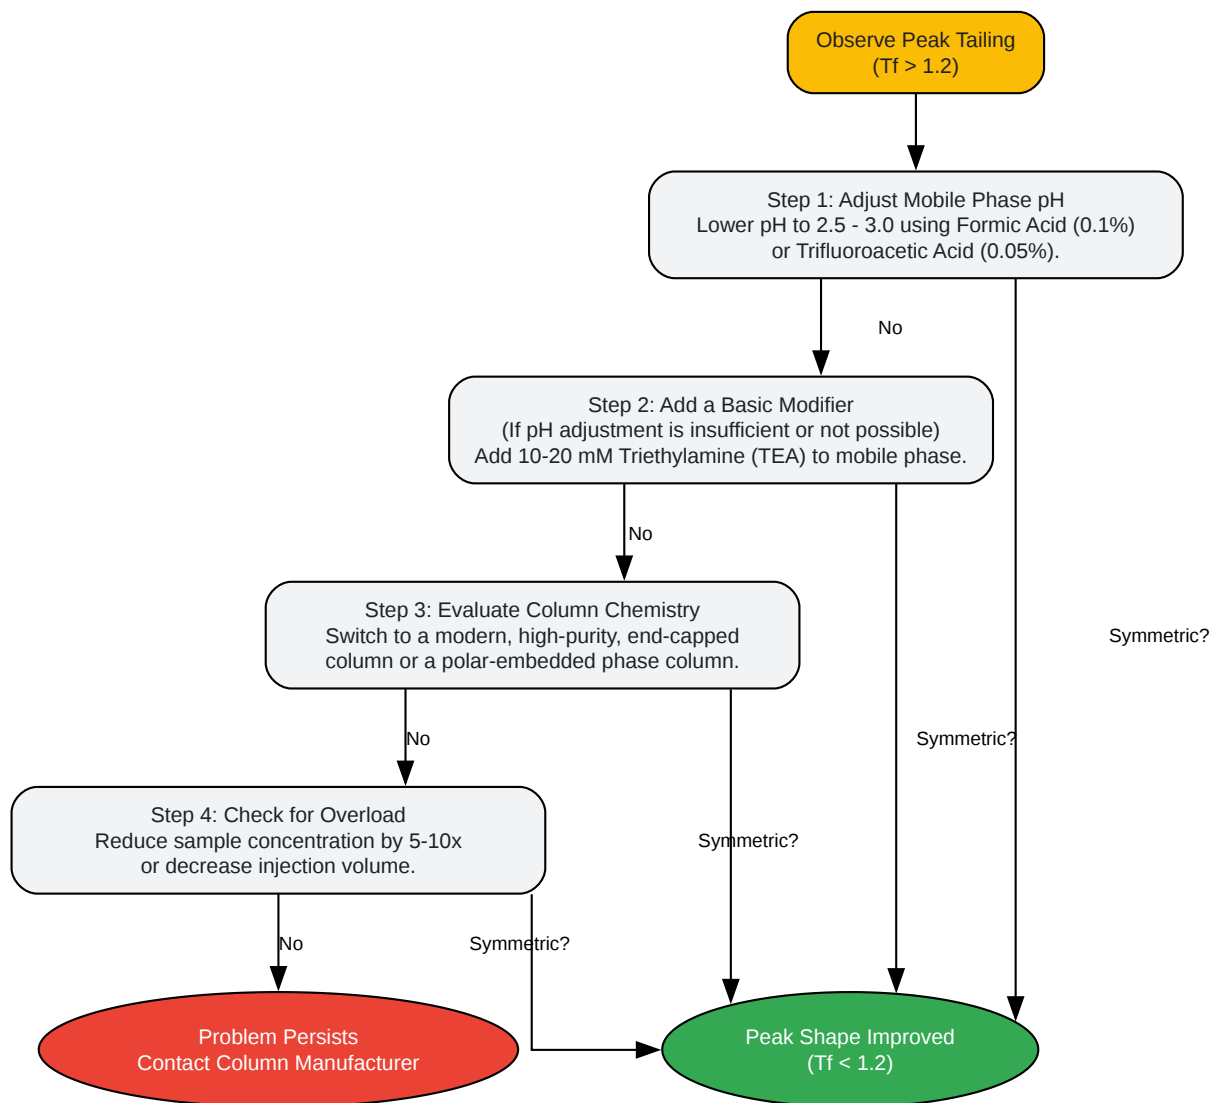 Observe Peak Tailing
(Tf > 1.2)
Step 1: Adjust Mobile Phase pH
Lower pH to 2.5 - 3.0 using Formic Acid (0.1%)
or Trifluoroacetic Acid (0.05%).
No
Step 2: Add a Basic Modifier
(If pH adjustment is insufficient or not possible)
Add 10-20 mM Triethylamine (TEA) to mobile phase.
No
Step 3: Evaluate Column Chemistry
Switch to a modern, high-purity, end-capped
column or a polar-embedded phase column.
Symmetric?
No
Symmetric?
Step 4: Check for Overload
Reduce sample concentration by 5-10x
or decrease injection volume.
Symmetric?
No
Symmetric?
Problem Persists
Contact Column Manufacturer
Peak Shape Improved
(Tf < 1.2)